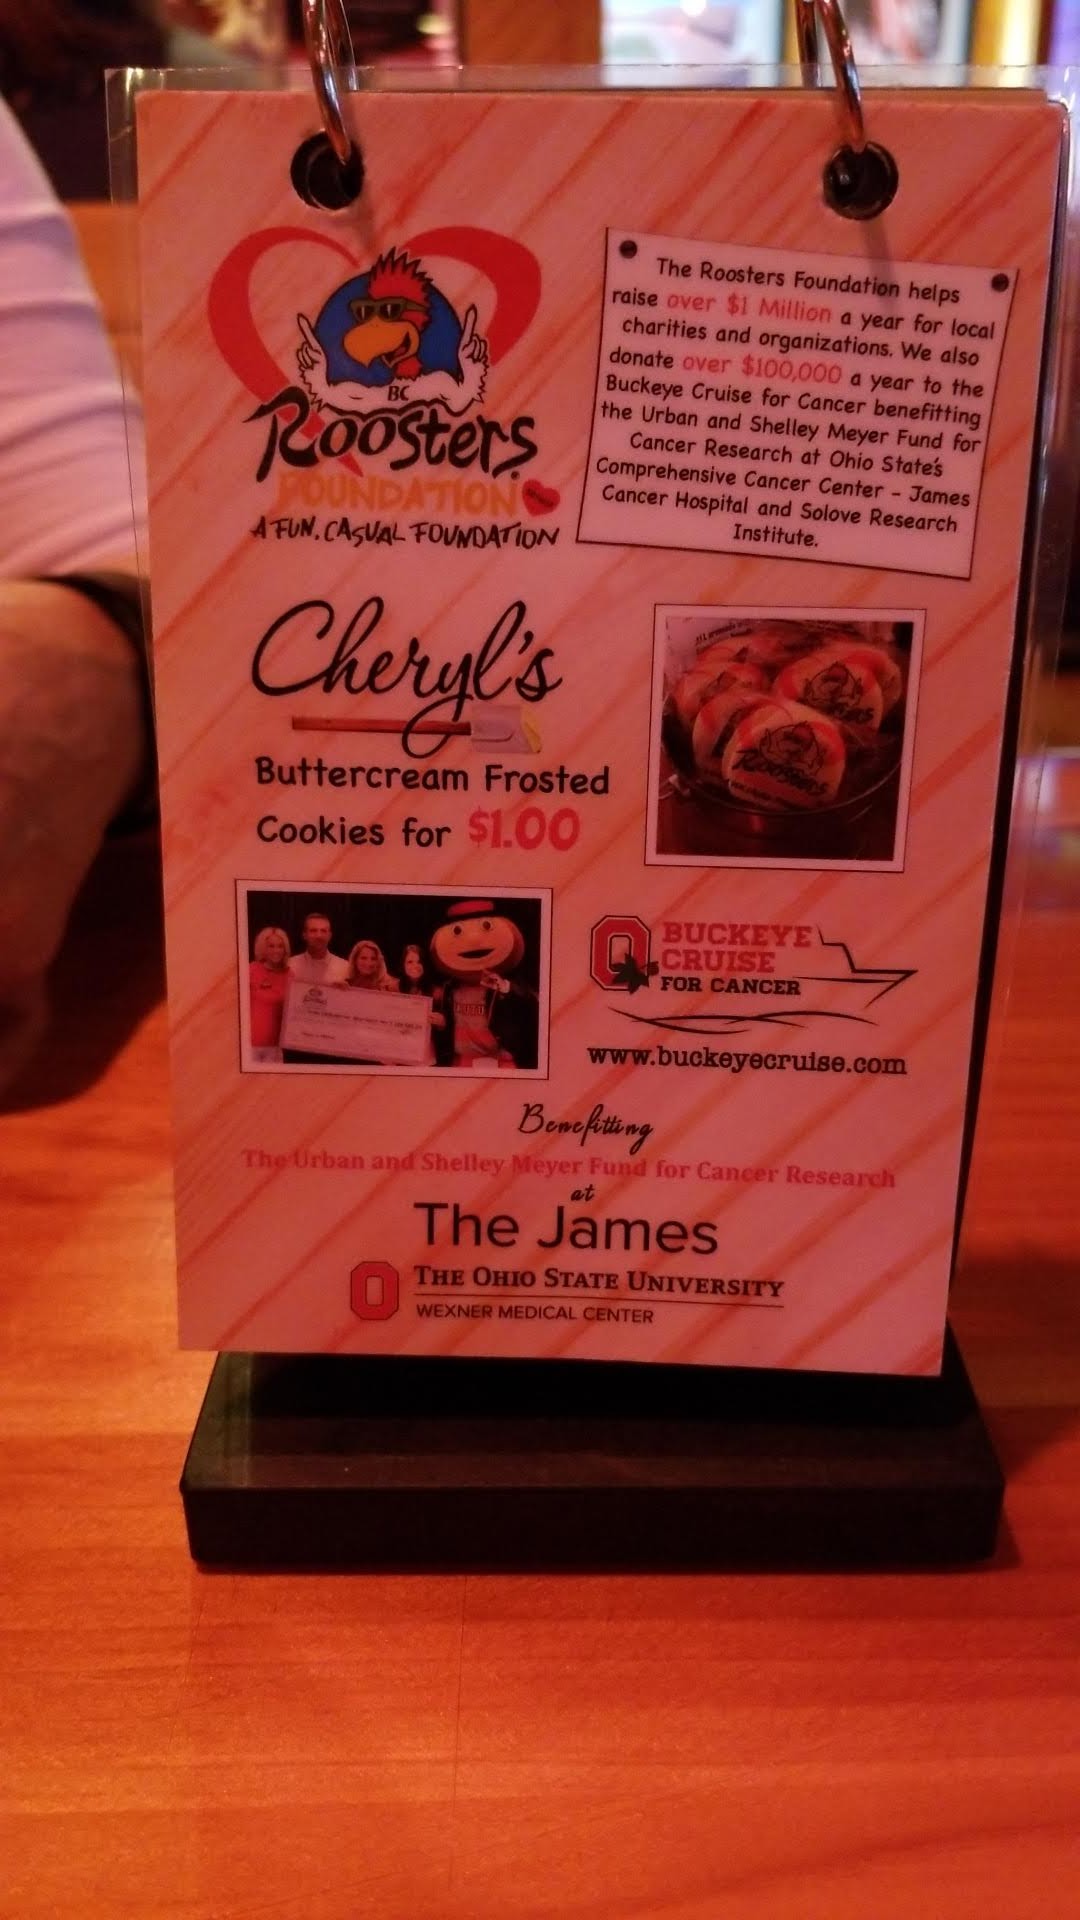 BC
Roosters
FOUNDATION
A FUN, CASUAL FOUNDATION
The Roosters Foundation helps
raise over $1 Million a year for local
charities and organizations. We also
donate over $100,000 a year to the
Buckeye Cruise for Cancer benefitting
the Urban and Shelley Meyer Fund for
Cancer Research at Ohio State's
Comprehensive Cancer Center - James
Cancer Hospital and Solove Research
Institute.
Cheryl's
Buttercream Frosted
Cookies for $1.00
Roosters
BUCKEYE
CRUISE
FOR CANCER
www.buckeyecruise.com
Benefitting
The Urban and Shelley Meyer Fund for Cancer Research
at
The James
THE OHIO STATE UNIVERSITY
WEXNER MEDICAL CENTER